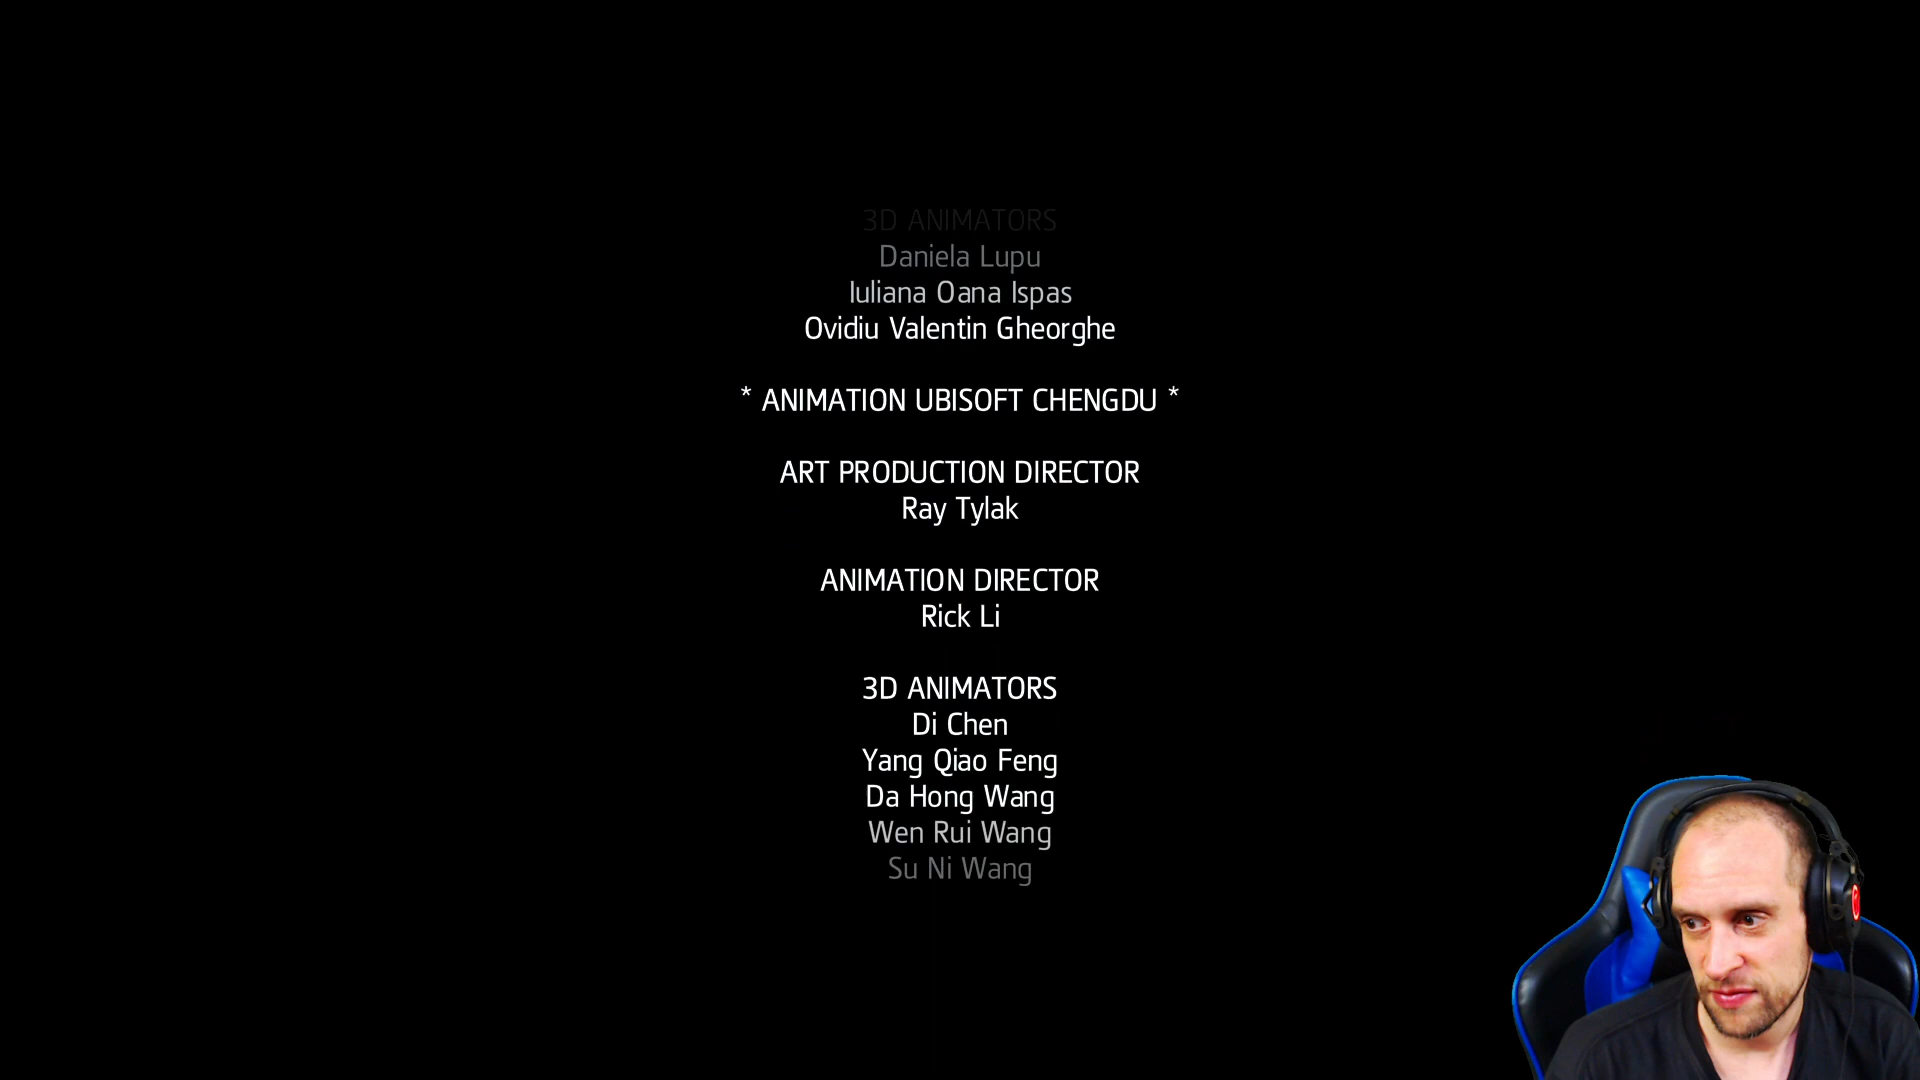 3D ANIMATORS
Daniela Lupu
Iuliana Oana Ispas
Ovidiu Valentin Gheorghe
* ANIMATION UBISOFT CHENGDU *
ART PRODUCTION DIRECTOR
Ray Tylak
ANIMATION DIRECTOR
Rick Li
3D ANIMATORS
Di Chen
Yang Qiao Feng
Da Hong Wang
Wen Rui Wang
Su Ni Wang